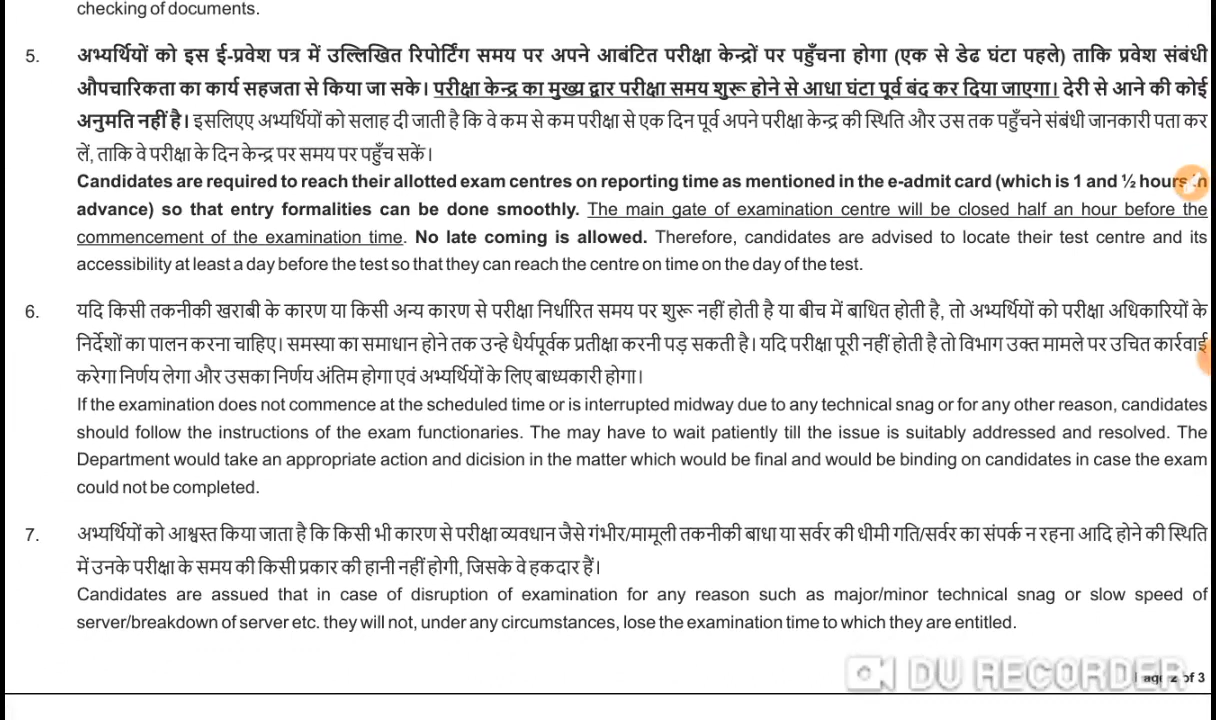 checking of documents.
5. अभ्यर्थियों को इस ई-प्रवेश पत्र में उल्लिखित रिपोर्टिंग समय पर अपने आबंटित परीक्षा केन्द्रों पर पहुँचना होगा (एक से डेढ घंटा पहले) ताकि प्रवेश संबंधी
औपचारिकता का कार्य सहजता से किया जा सके। परीक्षा केन्द्र का मुख्य द्वार परीक्षा समय शुरू होने से आधा घंटा पूर्व बंद कर दिया जाएगा। देरी से आने की कोई
अनुमति नहीं है। इसलिएए अभ्यर्थियों को सलाह दी जाती है कि वे कम से कम परीक्षा से एक दिन पूर्व अपने परीक्षा केन्द्र की स्थिति और उस तक पहुँचने संबंधी जानकारी पता कर
लें, ताकि वे परीक्षा के दिन केन्द्र पर समय पर पहुँच सकें।
Candidates are required to reach their allotted exam centres on reporting time as mentioned in the e-admit card (which is 1 and ½ hours in
advance) so that entry formalities can be done smoothly. The main gate of examination centre will be closed half an hour before the
commencement of the examination time. No late coming is allowed. Therefore, candidates are advised to locate their test centre and its
accessibility at least a day before the test so that they can reach the centre on time on the day of the test.
6. यदि किसी तकनीकी खराबी के कारण या किसी अन्य कारण से परीक्षा निर्धारित समय पर शुरू नहीं होती है या बीच में बाधित होती है, तो अभ्यर्थियों को परीक्षा अधिकारियों के
निर्देशों का पालन करना चाहिए। समस्या का समाधान होने तक उन्हे धैर्यपूर्वक प्रतीक्षा करनी पड़ सकती है। यदि परीक्षा पूरी नहीं होती है तो विभाग उक्त मामले पर उचित कार्रवाई
करेगा निर्णय लेगा और उसका निर्णय अंतिम होगा एवं अभ्यर्थियों के लिए बाध्यकारी होगा।
If the examination does not commence at the scheduled time or is interrupted midway due to any technical snag or for any other reason, candidates
should follow the instructions of the exam functionaries. The may have to wait patiently till the issue is suitably addressed and resolved. The
Department would take an appropriate action and dicision in the matter which would be final and would be binding on candidates in case the exam
could not be completed.
7. अभ्यर्थियों को आश्वस्त किया जाता है कि किसी भी कारण से परीक्षा व्यवधान जैसे गंभीर/मामूली तकनीकी बाधा या सर्वर की धीमी गति/सर्वर का संपर्क न रहना आदि होने की स्थिति
में उनके परीक्षा के समय की किसी प्रकार की हानी नहीं होगी, जिसके वे हकदार हैं।
Candidates are assued that in case of disruption of examination for any reason such as major/minor technical snag or slow speed of
server/breakdown of server etc. they will not, under any circumstances, lose the examination time to which they are entitled.
DU RECORDER
Page 2 of 3